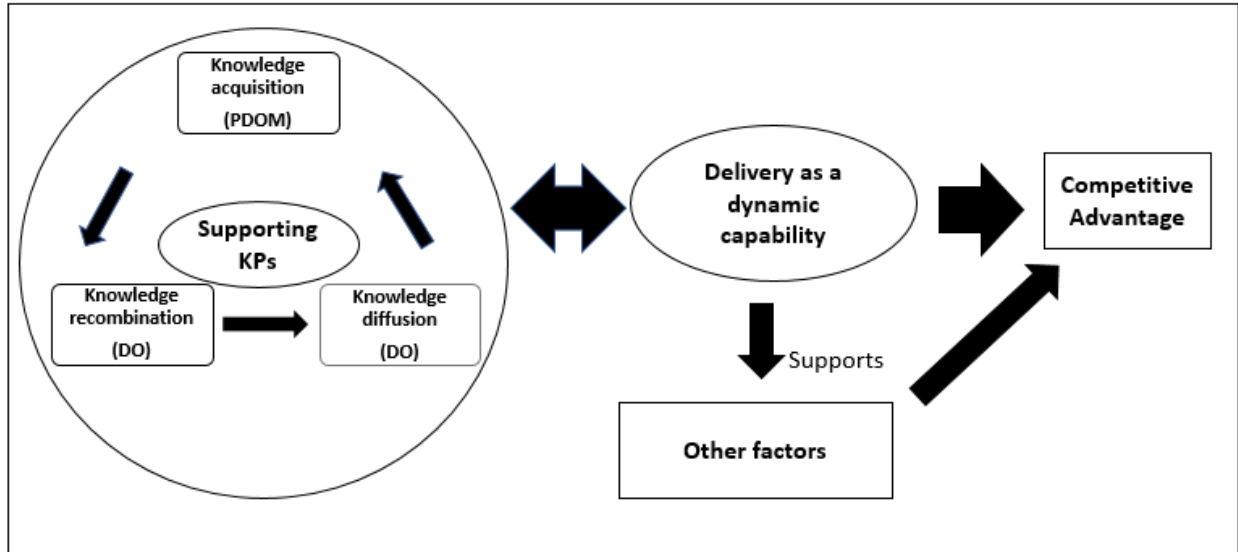 Knowledge
acquisition
(PDOM)
Supporting
KPs
Knowledge
recombination
(DO)
Knowledge
diffusion
(DO)
Delivery as a
dynamic
capability
Competitive
Advantage
Supports
Other factors